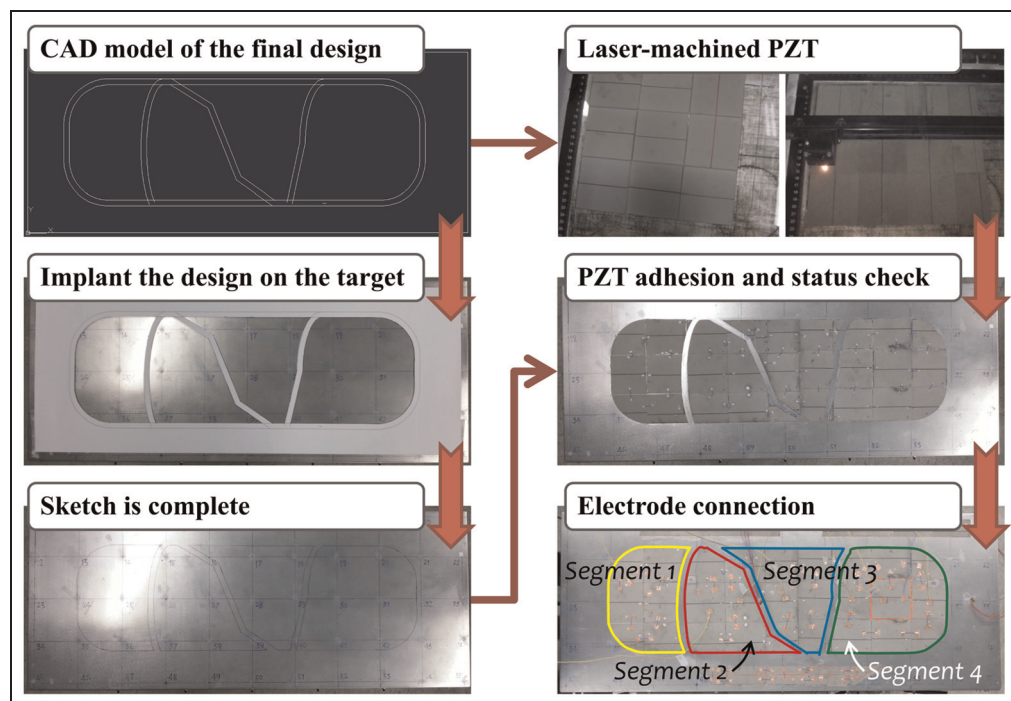 CAD model of the final design
Laser-machined PZT
Implant the design on the target
PZT adhesion and status check
Sketch is complete
Electrode connection
Segment 1
Segment 3
Segment 2
Segment 4